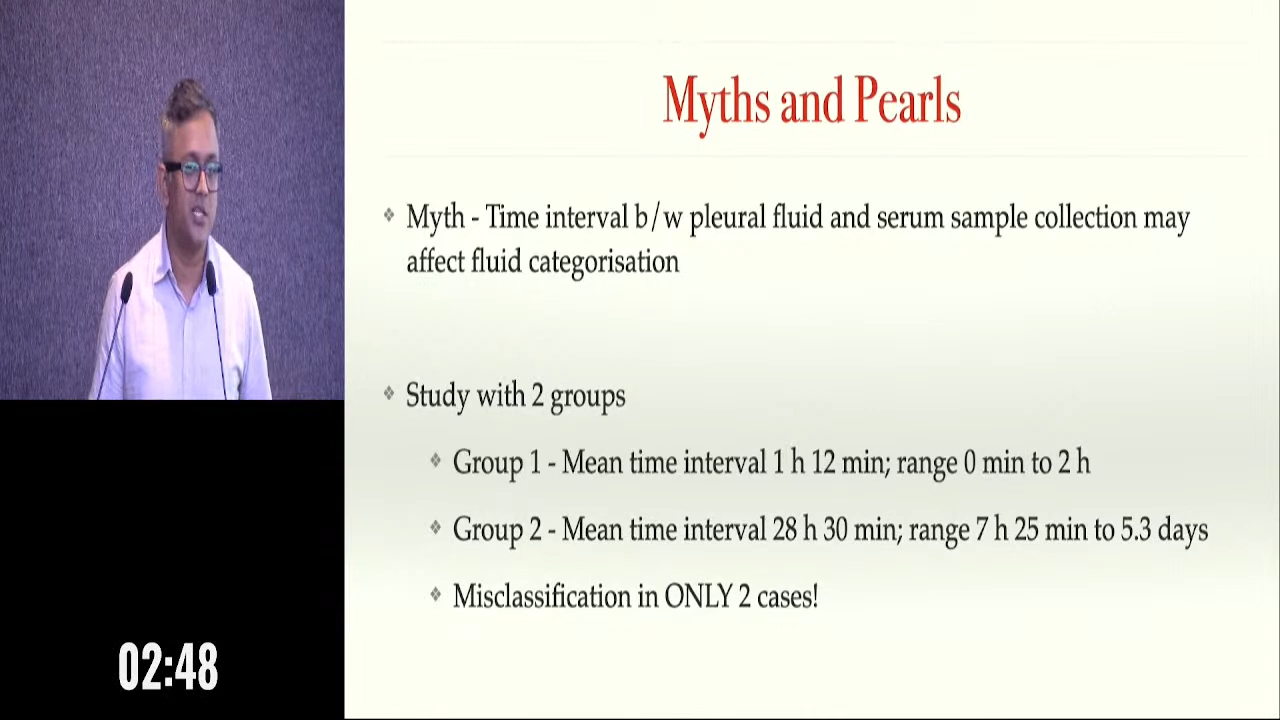 Myths and Pearls
Myth - Time interval b/w pleural fluid and serum sample collection may
affect fluid categorisation
Study with 2 groups
Group 1 - Mean time interval 1 h 12 min; range 0 min to 2 h
Group 2 - Mean time interval 28 h 30 min; range 7 h 25 min to 5.3 days
Misclassification in ONLY 2 cases!
02:48